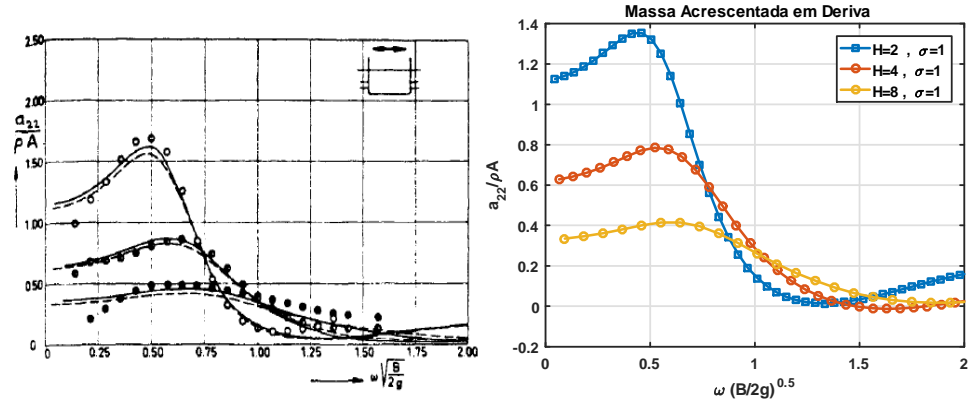 2.50
2.00
a22
ρA
1.50
1.00
0.50
0
0 0.25 0.50 0.75 1.00 1.25 1.50 1.75 2.00
ω√B/2g
Massa Acrescentada em Deriva
1.4
1.2
1
0.8
0.6
0.4
0.2
0
-0.2
a22/ρA
H=2 , σ=1
H=4 , σ=1
H=8 , σ=1
0 0.5 1 1.5 2
ω (B/2g)^0.5